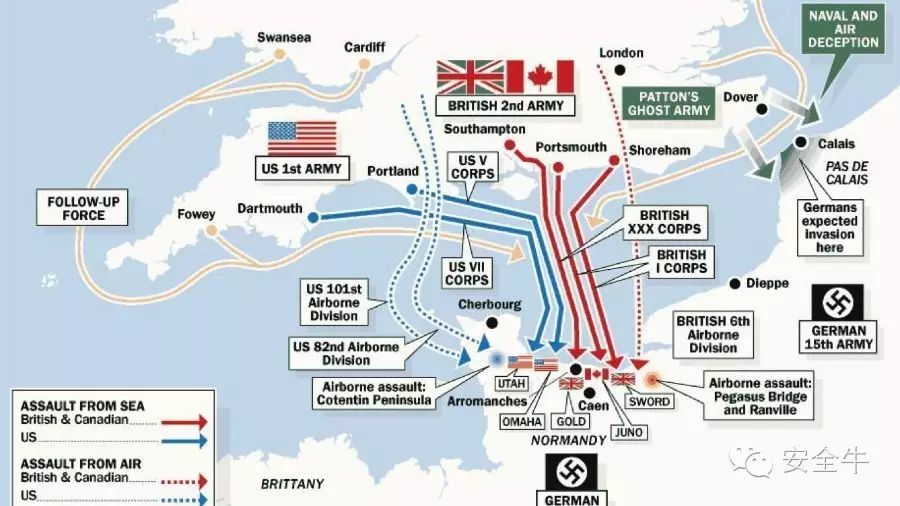 NAVAL AND
AIR
DECEPTION
Swansea
Cardiff
London
BRITISH 2nd ARMY
PATTON'S
GHOST ARMY
Dover
Southampton
Calais
US 1st ARMY
Portsmouth
Shoreham
PAS DE
CALAIS
US V
CORPS
Portland
FOLLOW-UP
FORCE
Fowey
Dartmouth
BRITISH
XXX CORPS
Germans
expected
invasion
here
BRITISH
I CORPS
US VII
CORPS
Dieppe
US 101st
Airborne
Division
Cherbourg
BRITISH 6th
Airborne
Division
GERMAN
15th ARMY
US 82nd Airborne
Division
Airborne assault:
Cotentin Peninsula
UTAH
Arromanches
OMAHA
GOLD
Caen
JUNO
SWORD
Airborne assault:
Pegasus Bridge
and Ranville
NORMANDY
ASSAULT FROM SEA
British & Canadian
US
ASSAULT FROM AIR
British & Canadian
US
BRITTANY
GERMAN
安全牛